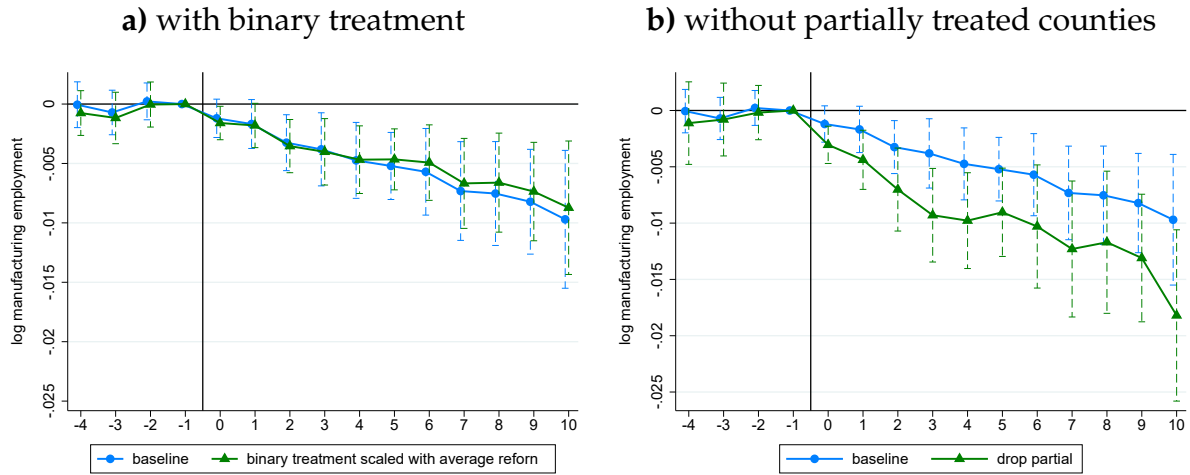 a) with binary treatment
b) without partially treated counties
log manufacturing employment
0
-.005
-.01
-.015
-.02
-.025
-4 -3 -2 -1 0 1 2 3 4 5 6 7 8 9 10
baseline
binary treatment scaled with average reforn
log manufacturing employment
0
-.005
-.01
-.015
-.02
-.025
-4 -3 -2 -1 0 1 2 3 4 5 6 7 8 9 10
baseline
drop partial